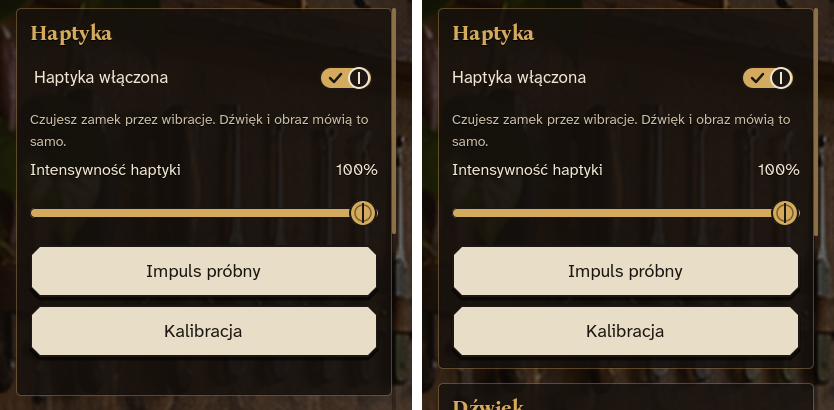 Haptyka
Haptyka włączona
Czujesz zamek przez wibracje. Dźwięk i obraz mówią to
samo.
Intensywność haptyki 100%
Impuls próbny
Kalibracja
Haptyka
Haptyka włączona
Czujesz zamek przez wibracje. Dźwięk i obraz mówią to
samo.
Intensywność haptyki 100%
Impuls próbny
Kalibracja
Dźwięk